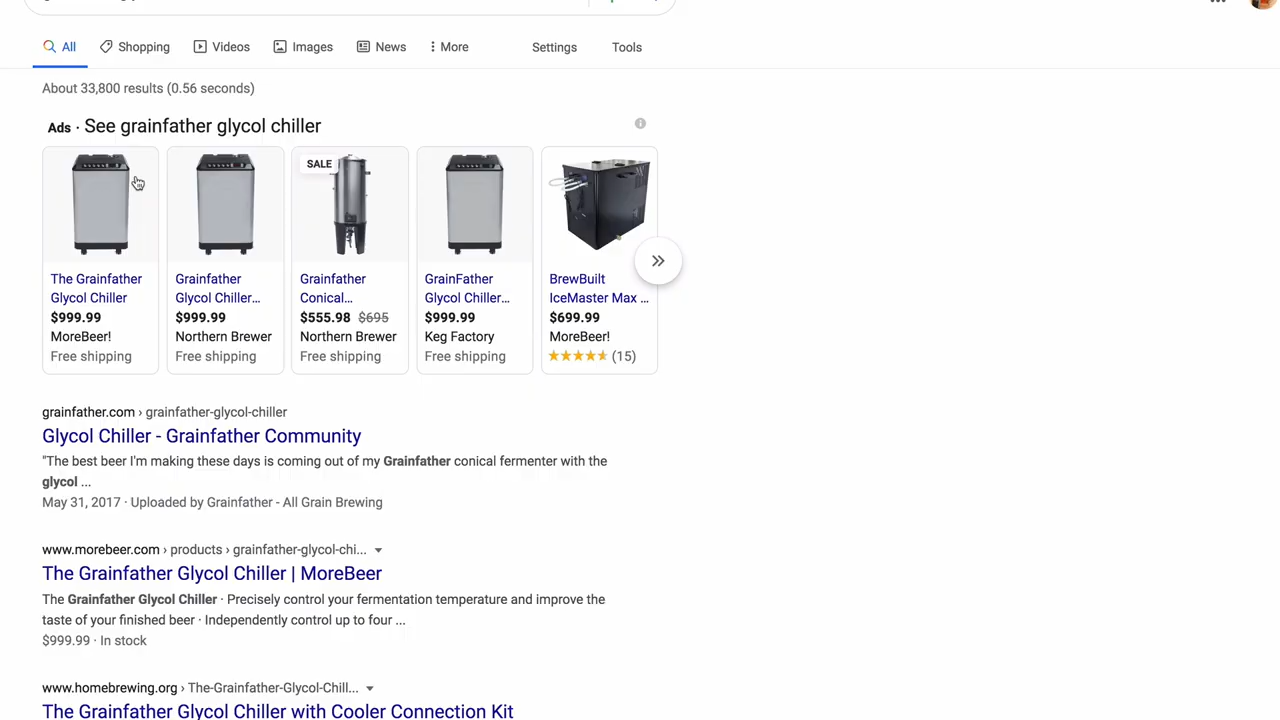 All
Shopping
Videos
Images
News
More
Settings
Tools
About 33,800 results (0.56 seconds)
Ads · See grainfather glycol chiller
SALE
The Grainfather
Glycol Chiller
$999.99
MoreBeer!
Free shipping
Grainfather
Glycol Chiller...
$999.99
Northern Brewer
Free shipping
Grainfather
Conical...
$555.98 $695
Northern Brewer
Free shipping
GrainFather
Glycol Chiller...
$999.99
Keg Factory
Free shipping
BrewBuilt
IceMaster Max ...
$699.99
MoreBeer!
(15)
grainfather.com › grainfather-glycol-chiller
Glycol Chiller - Grainfather Community
"The best beer I'm making these days is coming out of my Grainfather conical fermenter with the
glycol ...
May 31, 2017 · Uploaded by Grainfather - All Grain Brewing
www.morebeer.com › products › grainfather-glycol-chi...
The Grainfather Glycol Chiller | MoreBeer
The Grainfather Glycol Chiller · Precisely control your fermentation temperature and improve the
taste of your finished beer · Independently control up to four ...
$999.99 · In stock
www.homebrewing.org › The-Grainfather-Glycol-Chill...
The Grainfather Glycol Chiller with Cooler Connection Kit